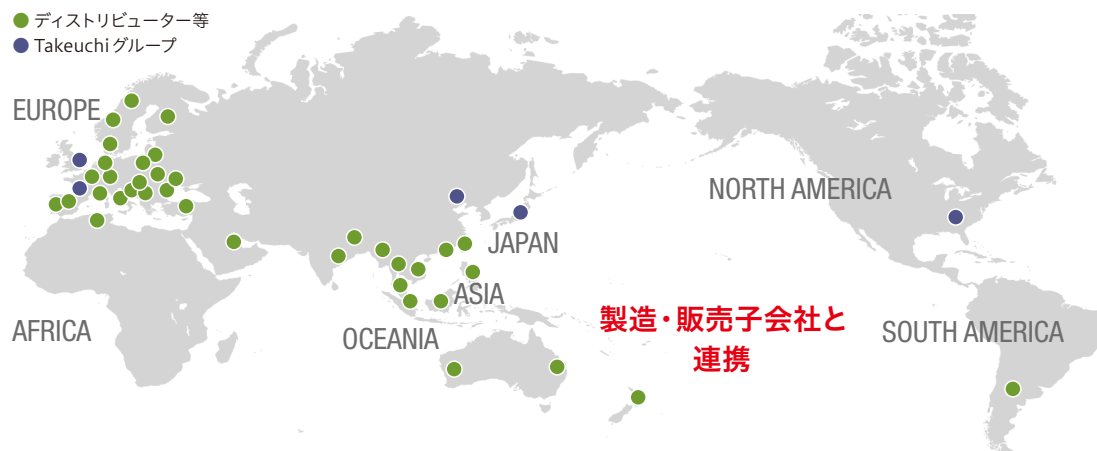 ディストリビューター等
Takeuchiグループ
EUROPE
NORTH AMERICA
JAPAN
ASIA
AFRICA
OCEANIA
製造・販売子会社と
連携
SOUTH AMERICA